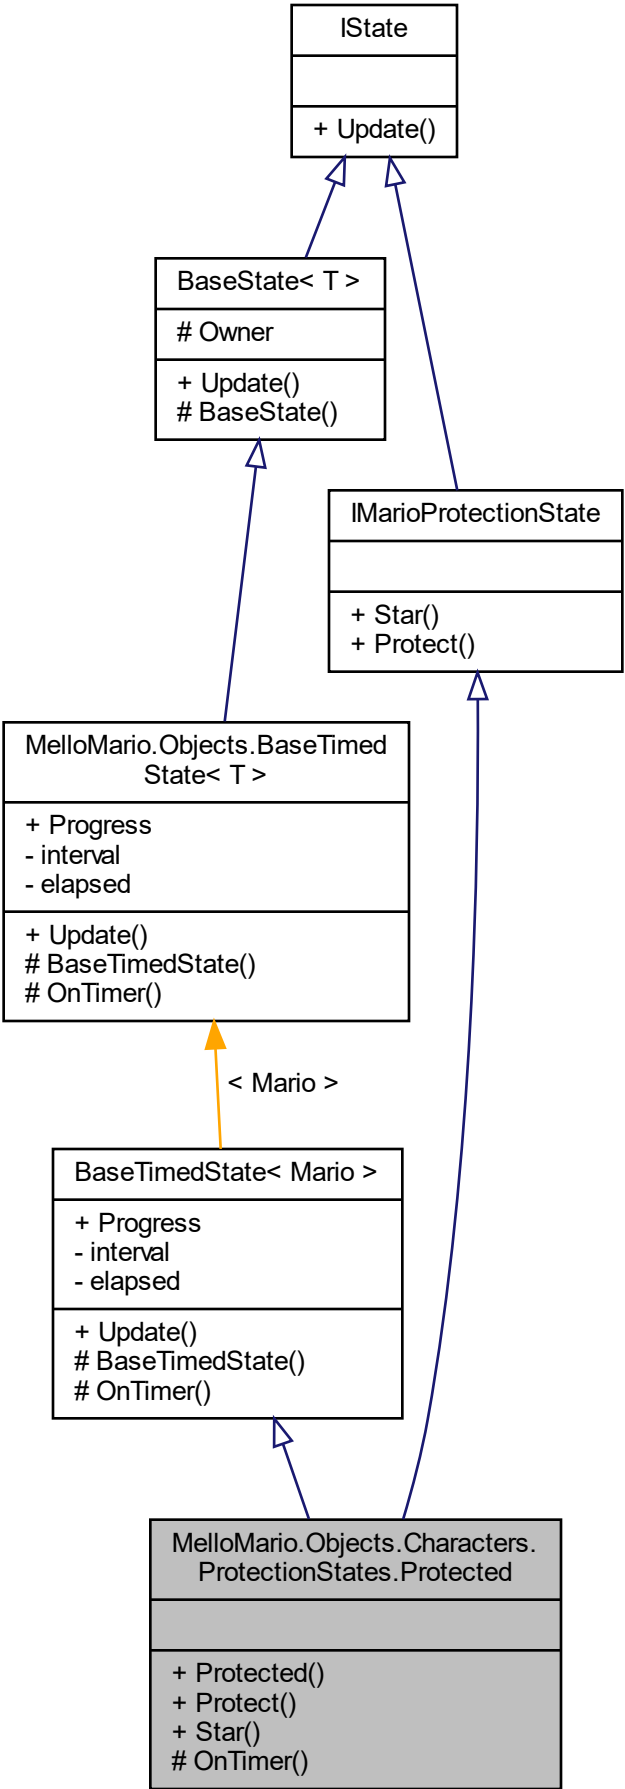 IState
+ Update()
BaseState< T >
# Owner
+ Update()
# BaseState()
IMarioProtectionState
+ Star()
+ Protect()
MelloMario.Objects.BaseTimed
State< T >
+ Progress
- interval
- elapsed
+ Update()
# BaseTimedState()
# OnTimer()
< Mario >
BaseTimedState< Mario >
+ Progress
- interval
- elapsed
+ Update()
# BaseTimedState()
# OnTimer()
MelloMario.Objects.Characters.
ProtectionStates.Protected
+ Protected()
+ Protect()
+ Star()
# OnTimer()